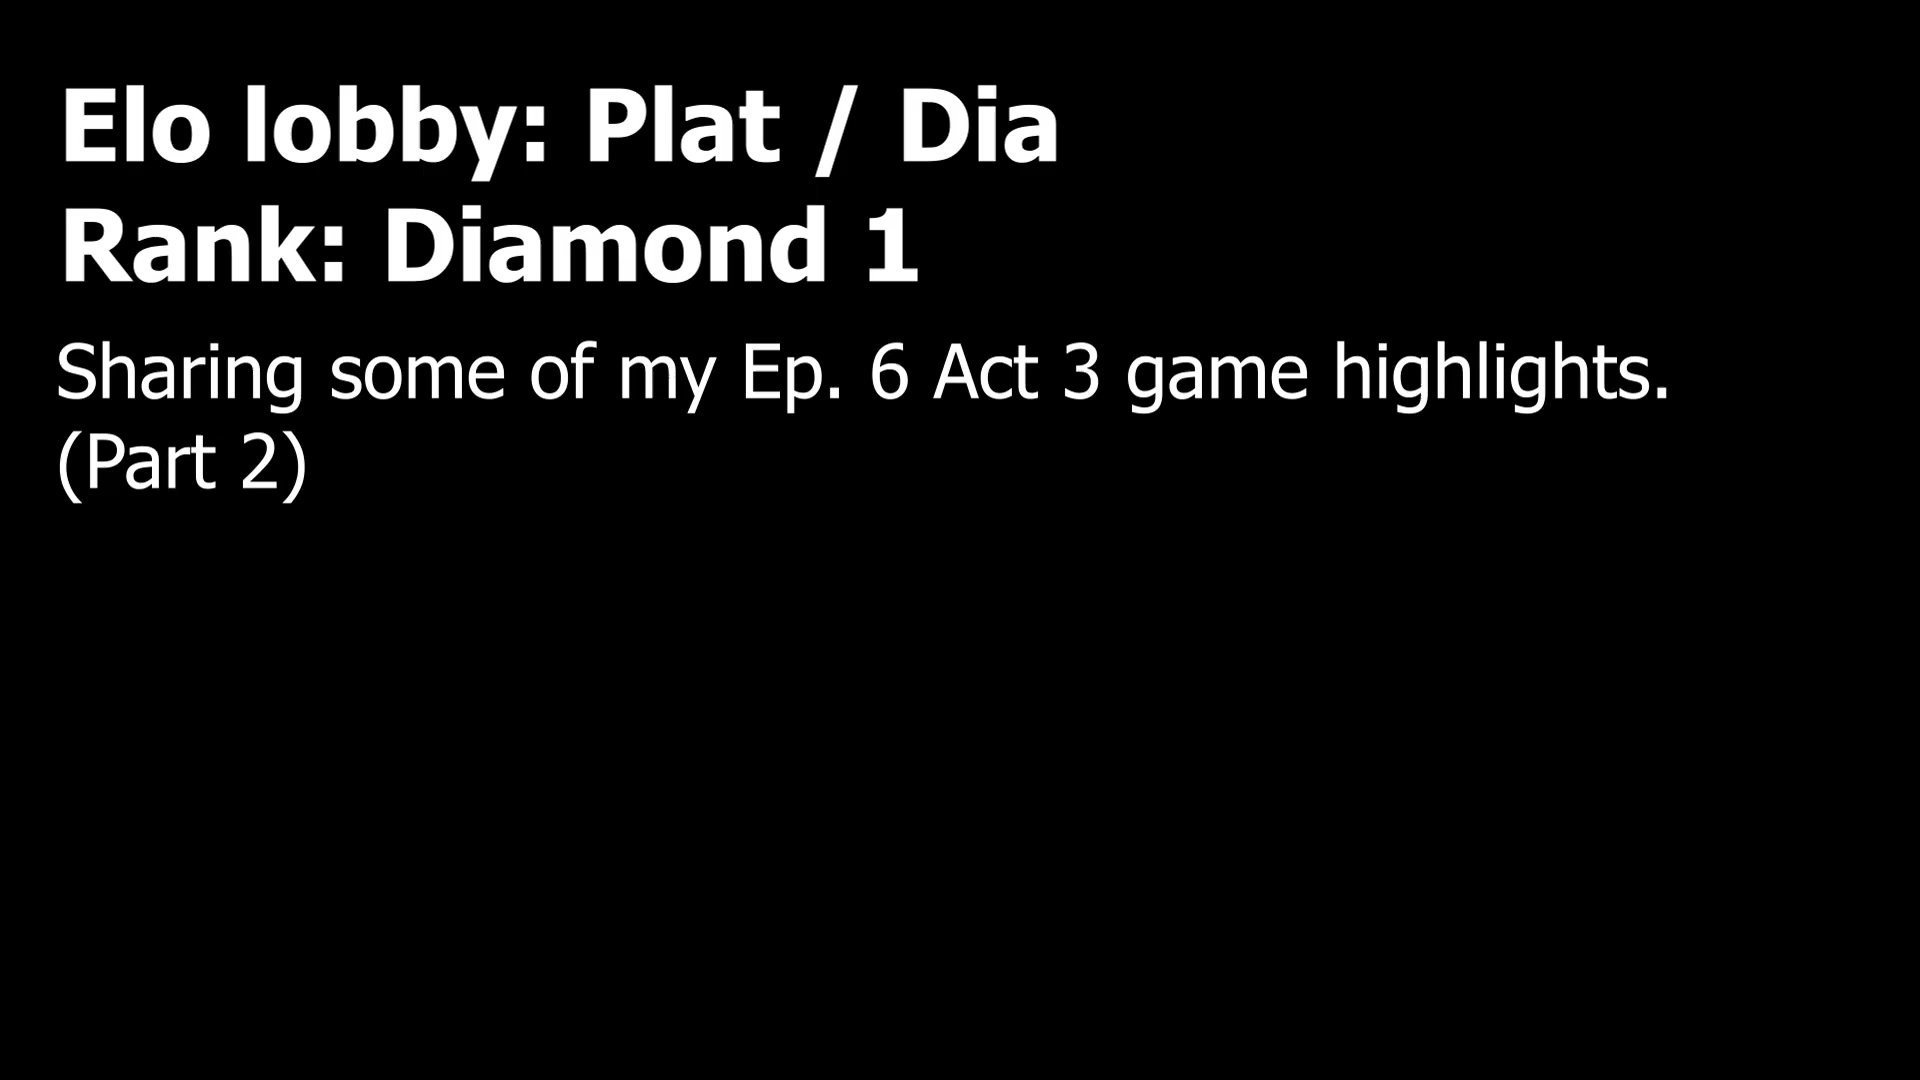 Elo lobby: Plat / Dia
Rank: Diamond 1
Sharing some of my Ep. 6 Act 3 game highlights.
(Part 2)